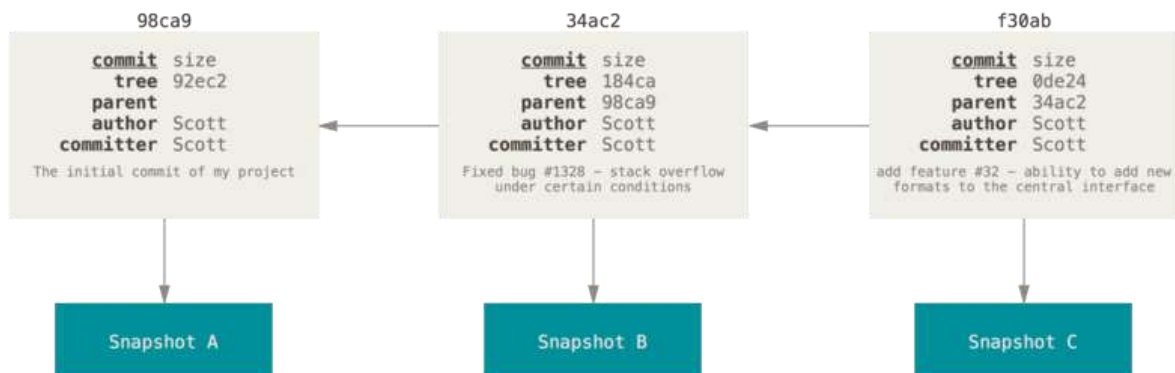 98ca9
commit size
tree 92ec2
parent
author Scott
committer Scott
The initial commit of my project
Snapshot A
34ac2
commit size
tree 184ca
parent 98ca9
author Scott
committer Scott
Fixed bug #1328 – stack overflow
under certain conditions
Snapshot B
f30ab
commit size
tree 0de24
parent 34ac2
author Scott
committer Scott
add feature #32 – ability to add new
formats to the central interface
Snapshot C